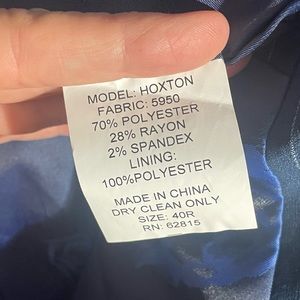 MODEL: HOXTON
FABRIC: 5950
70% POLYESTER
28% RAYON
2% SPANDEX
LINING:
100%POLYESTER
MADE IN CHINA
DRY CLEAN ONLY
SIZE: 40R
RN: 62815